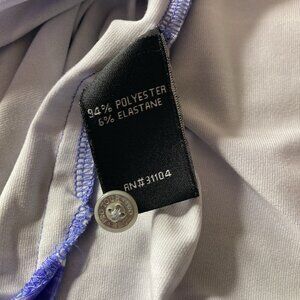 94% POLYESTER
6% ELASTANE
RN#31104